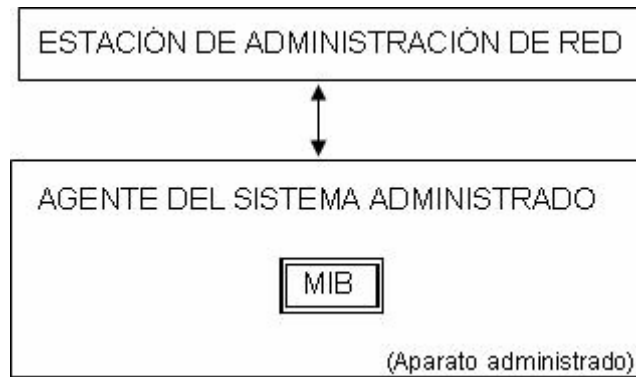 ESTACIÓN DE ADMINISTRACIÓN DE RED
AGENTE DEL SISTEMA ADMINISTRADO
MIB
(Aparato administrado)